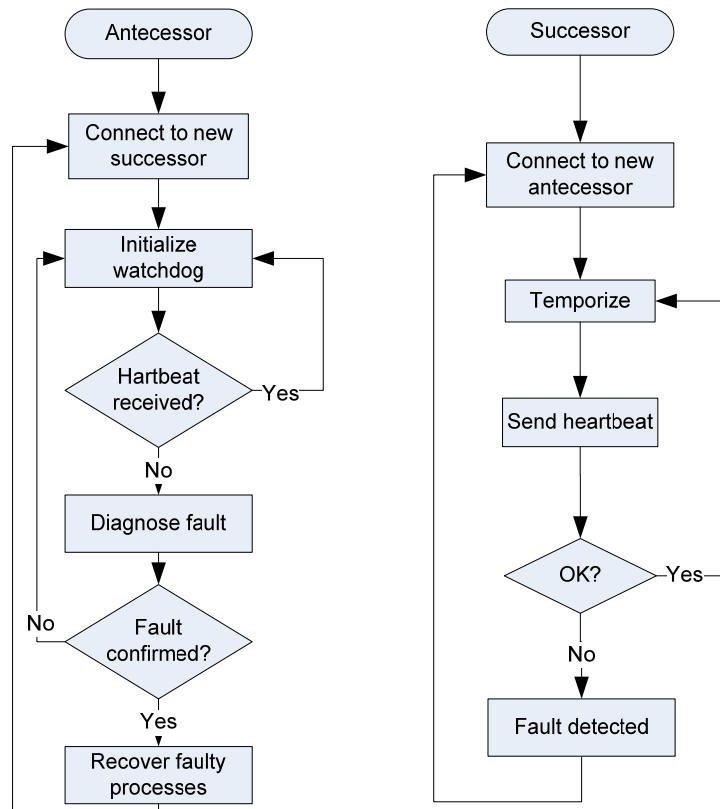 Antecessor
Connect to new
successor
Initialize
watchdog
Hartbeat
received?
Yes
No
Diagnose fault
No
Fault
confirmed?
Yes
Recover faulty
processes
Successor
Connect to new
antecessor
Temporize
Send heartbeat
OK?
Yes
No
Fault detected